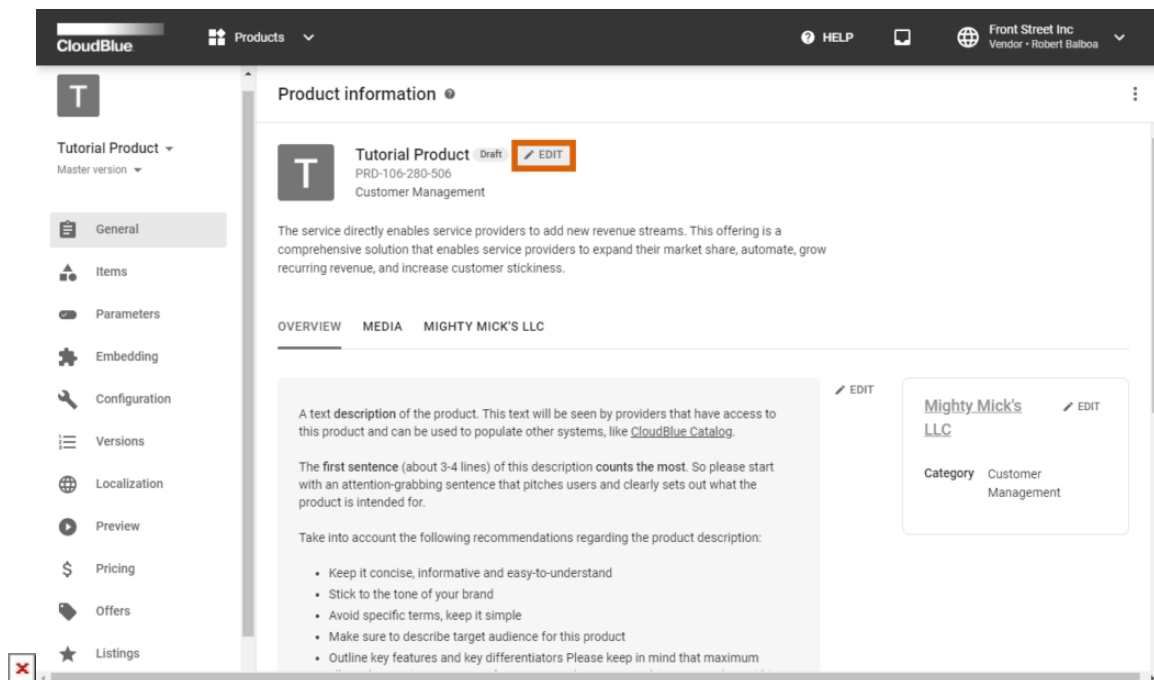 CloudBlue
Products
HELP
Front Street Inc
Vendor • Robert Balboa
T
Tutorial Product
Master version
General
Items
Parameters
Embedding
Configuration
Versions
Localization
Preview
Pricing
Offers
Listings
Product information
T
Tutorial Product Draft EDIT
PRD-106-280-506
Customer Management
The service directly enables service providers to add new revenue streams. This offering is a
comprehensive solution that enables service providers to expand their market share, automate, grow
recurring revenue, and increase customer stickiness.
OVERVIEW MEDIA MIGHTY MICK'S LLC
EDIT
A text description of the product. This text will be seen by providers that have access to
this product and can be used to populate other systems, like CloudBlue Catalog.
The first sentence (about 3-4 lines) of this description counts the most. So please start
with an attention-grabbing sentence that pitches users and clearly sets out what the
product is intended for.
Take into account the following recommendations regarding the product description:
• Keep it concise, informative and easy-to-understand
• Stick to the tone of your brand
• Avoid specific terms, keep it simple
• Make sure to describe target audience for this product
• Outline key features and key differentiators Please keep in mind that maximum
Mighty Mick's EDIT
LLC
Category Customer
Management